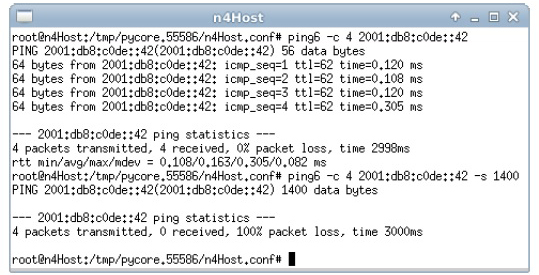 n4Host
root@n4Host:/tmp/pycore.55586/n4Host.conf# ping6 -c 4 2001:db8:c0de::42
PING 2001:db8:c0de::42(2001:db8:c0de::42) 56 data bytes
64 bytes from 2001:db8:c0de::42: icmp_seq=1 ttl=62 time=0.120 ms
64 bytes from 2001:db8:c0de::42: icmp_seq=2 ttl=62 time=0.108 ms
64 bytes from 2001:db8:c0de::42: icmp_seq=3 ttl=62 time=0.120 ms
64 bytes from 2001:db8:c0de::42: icmp_seq=4 ttl=62 time=0.305 ms
--- 2001:db8:c0de::42 ping statistics ---
4 packets transmitted, 4 received, 0% packet loss, time 2998ms
rtt min/avg/max/mdev = 0.108/0.163/0.305/0.082 ms
root@n4Host:/tmp/pycore.55586/n4Host.conf# ping6 -c 4 2001:db8:c0de::42 -s 1400
PING 2001:db8:c0de::42(2001:db8:c0de::42) 1400 data bytes
--- 2001:db8:c0de::42 ping statistics ---
4 packets transmitted, 0 received, 100% packet loss, time 3000ms
root@n4Host:/tmp/pycore.55586/n4Host.conf#